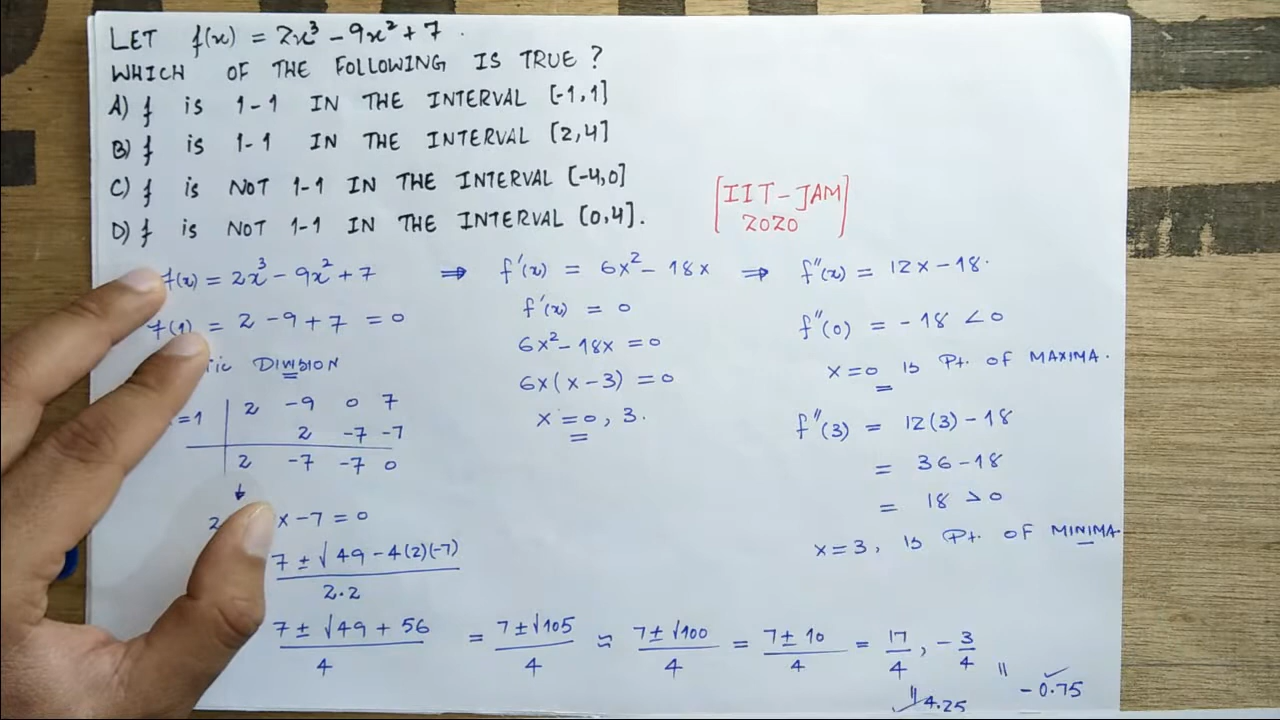 LET f(x) = 2x³ - 9x² + 7 .
WHICH OF THE FOLLOWING IS TRUE ?
A) f is 1-1 IN THE INTERVAL [-1,1]
B) f is 1-1 IN THE INTERVAL [2,4]
C) f is NOT 1-1 IN THE INTERVAL [-4,0]
D) f is NOT 1-1 IN THE INTERVAL [0,4].
[IIT-JAM
2020]
f(x) = 2x³ - 9x² + 7
f(1) = 2 - 9 + 7 = 0
DIVISION
=1 | 2 -9 0 7
2 -7 -7
2 -7 -7 0
↓
2 x - 7 = 0
7 ± √49 - 4(2)(-7)
2.2
7 ± √49 + 56 = 7 ± √105 ≈ 7 ± √100 = 7 ± 10 = 17 , - 3
4 4 4 4 4 4
|| 4.25
|| - 0.75 ✓
⇒ f'(x) = 6x² - 18x
f'(x) = 0
6x² - 18x = 0
6x(x - 3) = 0
x = 0, 3.
⇒ f''(x) = 12x - 18.
f''(0) = - 18 < 0
x = 0 is Pt. OF MAXIMA.
f''(3) = 12(3) - 18
= 36 - 18
= 18 > 0
x = 3, is Pt. OF MINIMA.